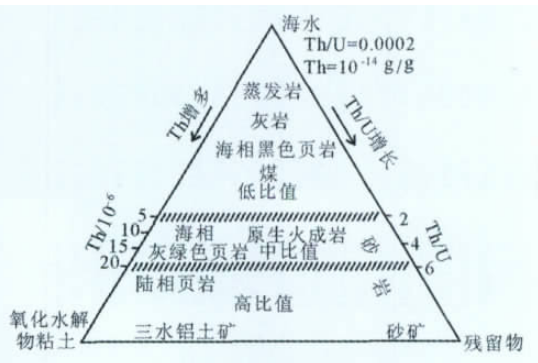 海水
Th/U=0.0002
Th=10⁻¹⁴ g/g
蒸发岩
Th增多
Th/U增长
灰岩
海相黑色页岩
煤
低比值
Th/10⁻⁶
5
10
15
20
2
4
6
Th/U
海相 原生火成岩
灰绿色页岩 中比值
砂岩
陆相页岩
高比值
氧化水解
物粘土
三水铝土矿
砂矿
残留物